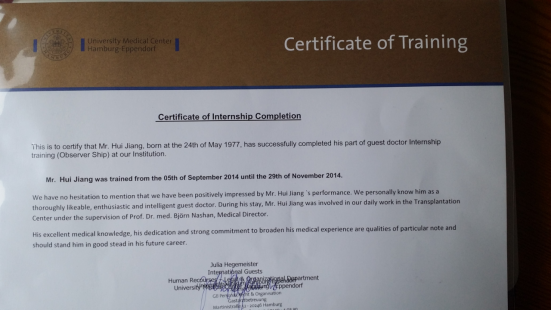 University Medical Center
Hamburg-Eppendorf
Certificate of Training
Certificate of Internship Completion
This is to certify that Mr. Hui Jiang, born at the 24th of May 1977, has successfully completed his part of guest doctor Internship
training (Observer Ship) at our Institution.
Mr. Hui Jiang was trained from the 05th of September 2014 until the 29th of November 2014.
We have no hesitation to mention that we have been positively impressed by Mr. Hui Jiang ´s performance. We personally know him as a
thoroughly likeable, enthusiastic and intelligent guest doctor. During his stay, Mr. Hui Jiang was involved in our daily work in the Transplantation
Center under the supervision of Prof. Dr. med. Björn Nashan, Medical Director.
His excellent medical knowledge, his dedication and strong commitment to broaden his medical experience are qualities of particular note and
should stand him in good stead in his future career.
Julia Hegemeister
International Guests
Human Department
University Eppendorf